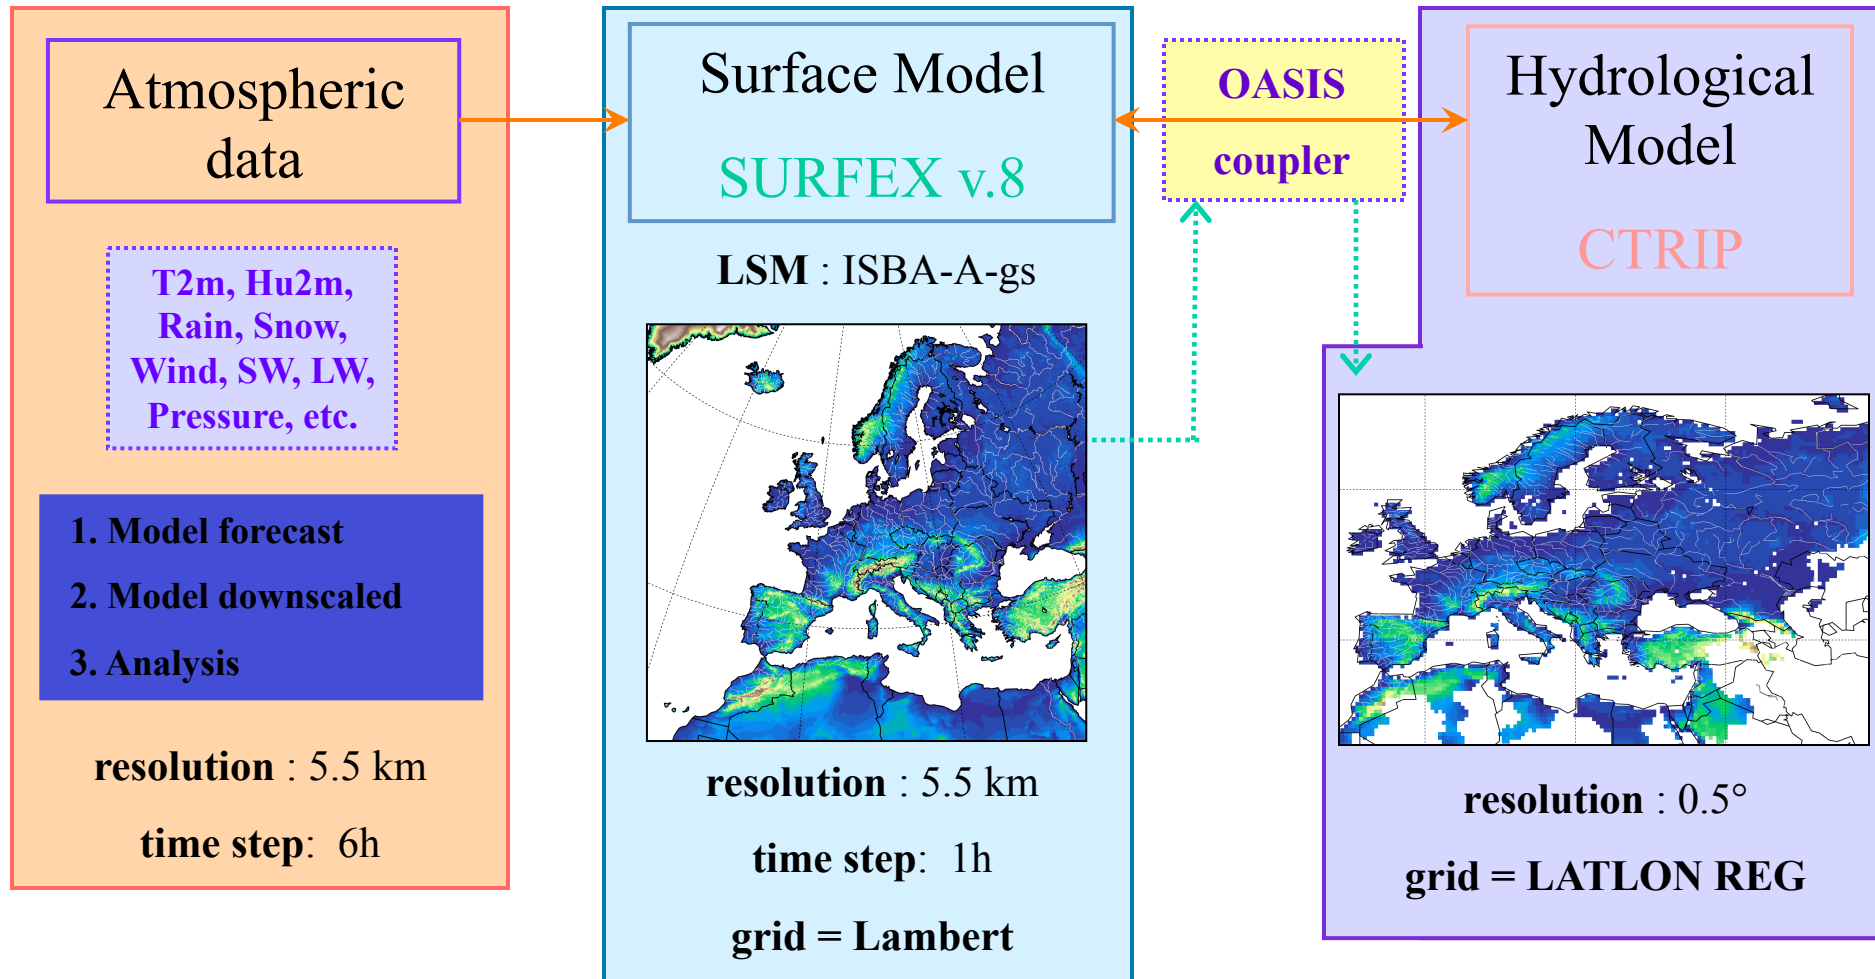 Atmospheric
data
T2m, Hu2m,
Rain, Snow,
Wind, SW, LW,
Pressure, etc.
1. Model forecast
2. Model downscaled
3. Analysis
resolution : 5.5 km
time step: 6h
Surface Model
SURFEX v.8
LSM : ISBA-A-gs
resolution : 5.5 km
time step: 1h
grid = Lambert
OASIS
coupler
Hydrological
Model
CTRIP
resolution : 0.5°
grid = LATLON REG